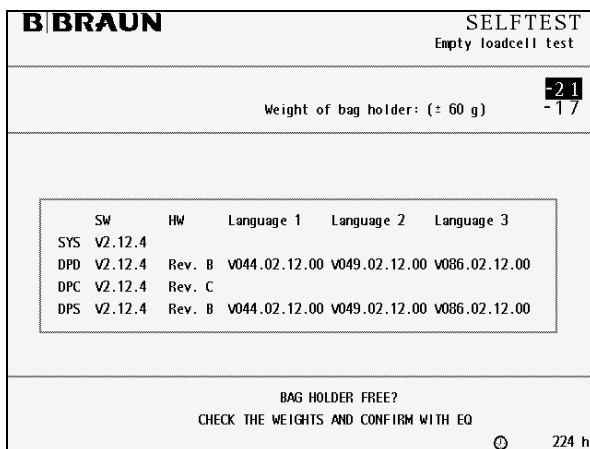 B|BRAUN
SELFTEST
Empty loadcell test
-21
Weight of bag holder: (± 60 g) -17
SW HW Language 1 Language 2 Language 3
SYS V2.12.4
DPD V2.12.4 Rev. B V044.02.12.00 V049.02.12.00 V086.02.12.00
DPC V2.12.4 Rev. C
DPS V2.12.4 Rev. B V044.02.12.00 V049.02.12.00 V086.02.12.00
BAG HOLDER FREE?
CHECK THE WEIGHTS AND CONFIRM WITH EQ
224 h